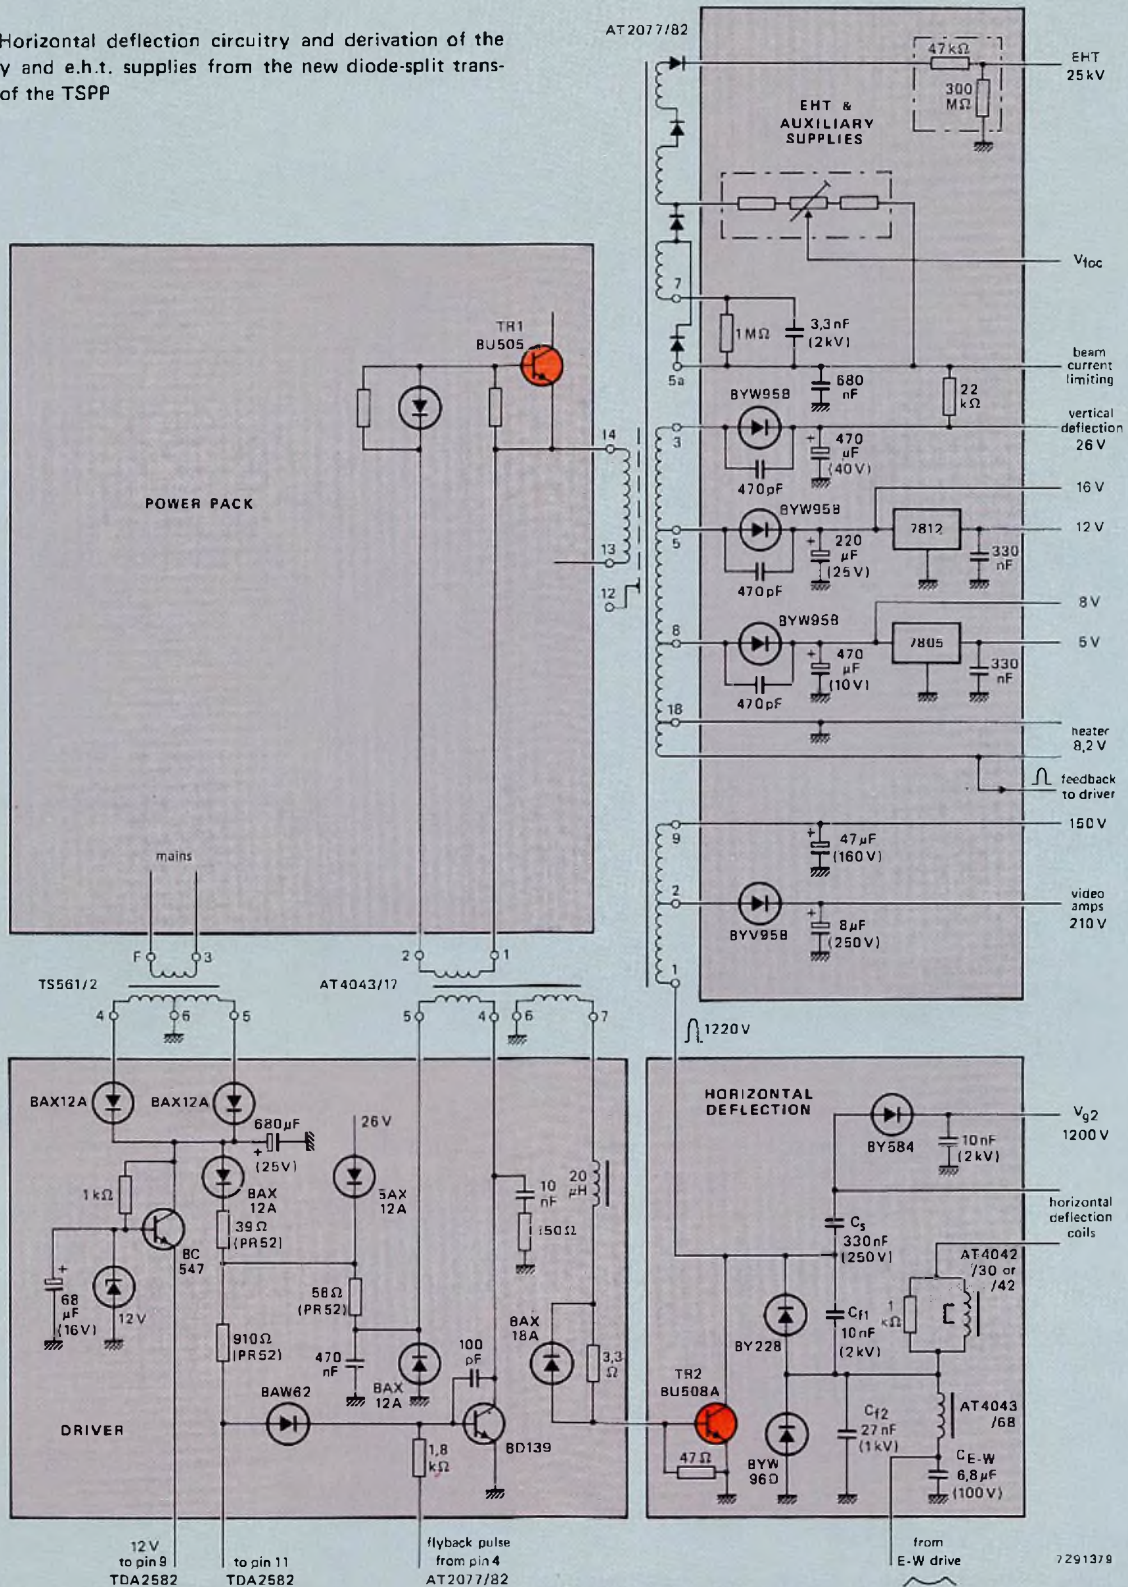 Horizontal deflection circuitry and derivation of the
y and e.h.t. supplies from the new diode-split trans-
of the TSPP
AT2077/82
47kΩ
EHT
25kV
300
MΩ
EHT &
AUXILIARY
SUPPLIES
Vfoc
7
1MΩ
3,3nF
(2kV)
5a
680
nF
beam
current
limiting
22
kΩ
TR1
BU505
POWER PACK
14
13
12
3
BYW95B
470pF
470
µF
(40V)
vertical
deflection
26V
16V
5
BYW95B
470pF
220
µF
(25V)
7812
330
nF
12V
8V
8
BYW95B
470pF
470
µF
(10V)
7805
330
nF
5V
18
heater
8,2V
feedback
to driver
9
47µF
(160V)
150V
2
BYV95B
8µF
(250V)
video
amps
210V
1
1220V
mains
F
3
TS561/2
4
6
5
2
1
AT4043/17
5
4
6
7
BAX12A
BAX12A
680µF
+
(25V)
1kΩ
BAX
12A
39Ω
(PR52)
BC
547
68
µF
(16V)
12V
910Ω
(PR52)
26V
BAX
12A
56Ω
(PR52)
470
nF
BAX
12A
100
pF
10
nF
150Ω
20
µH
BAX
18A
3,3
Ω
BAW62
BD139
1,8
kΩ
DRIVER
12V
to pin 9
TDA2582
to pin 11
TDA2582
flyback pulse
from pin 4
AT2077/82
HORIZONTAL
DEFLECTION
BY584
10nF
(2kV)
Vg2
1200V
horizontal
deflection
coils
Cs
330nF
(250V)
AT4042
/30 or
/42
1
kΩ
Cf1
10nF
(2kV)
BY228
TR2
BU508A
47Ω
BYW
96D
Cf2
27nF
(1kV)
AT4043
/68
CE-W
6,8µF
(100V)
from
E-W drive
7Z91379